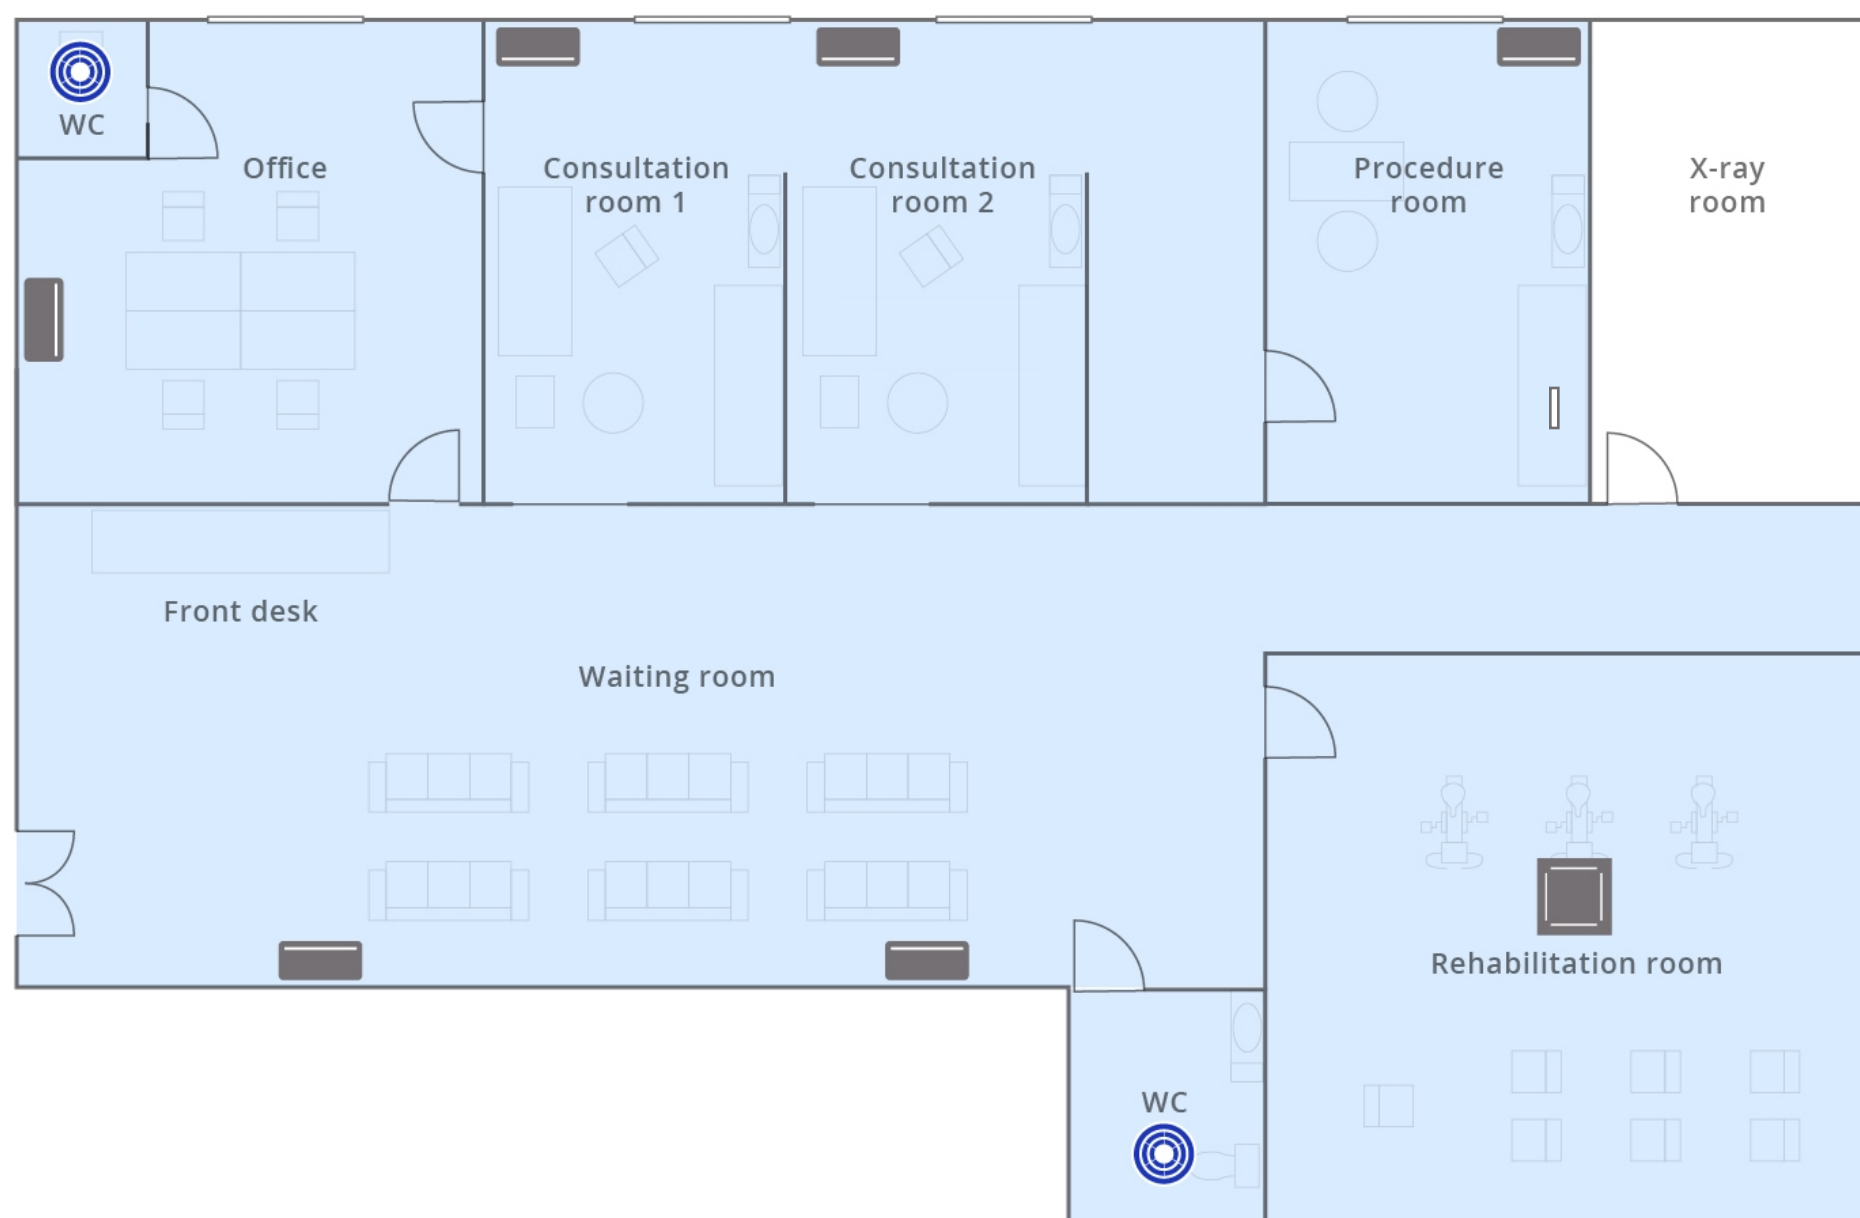 WC
Office
Consultation
room 1
Consultation
room 2
Procedure
room
X-ray
room
Front desk
Waiting room
Rehabilitation room
WC